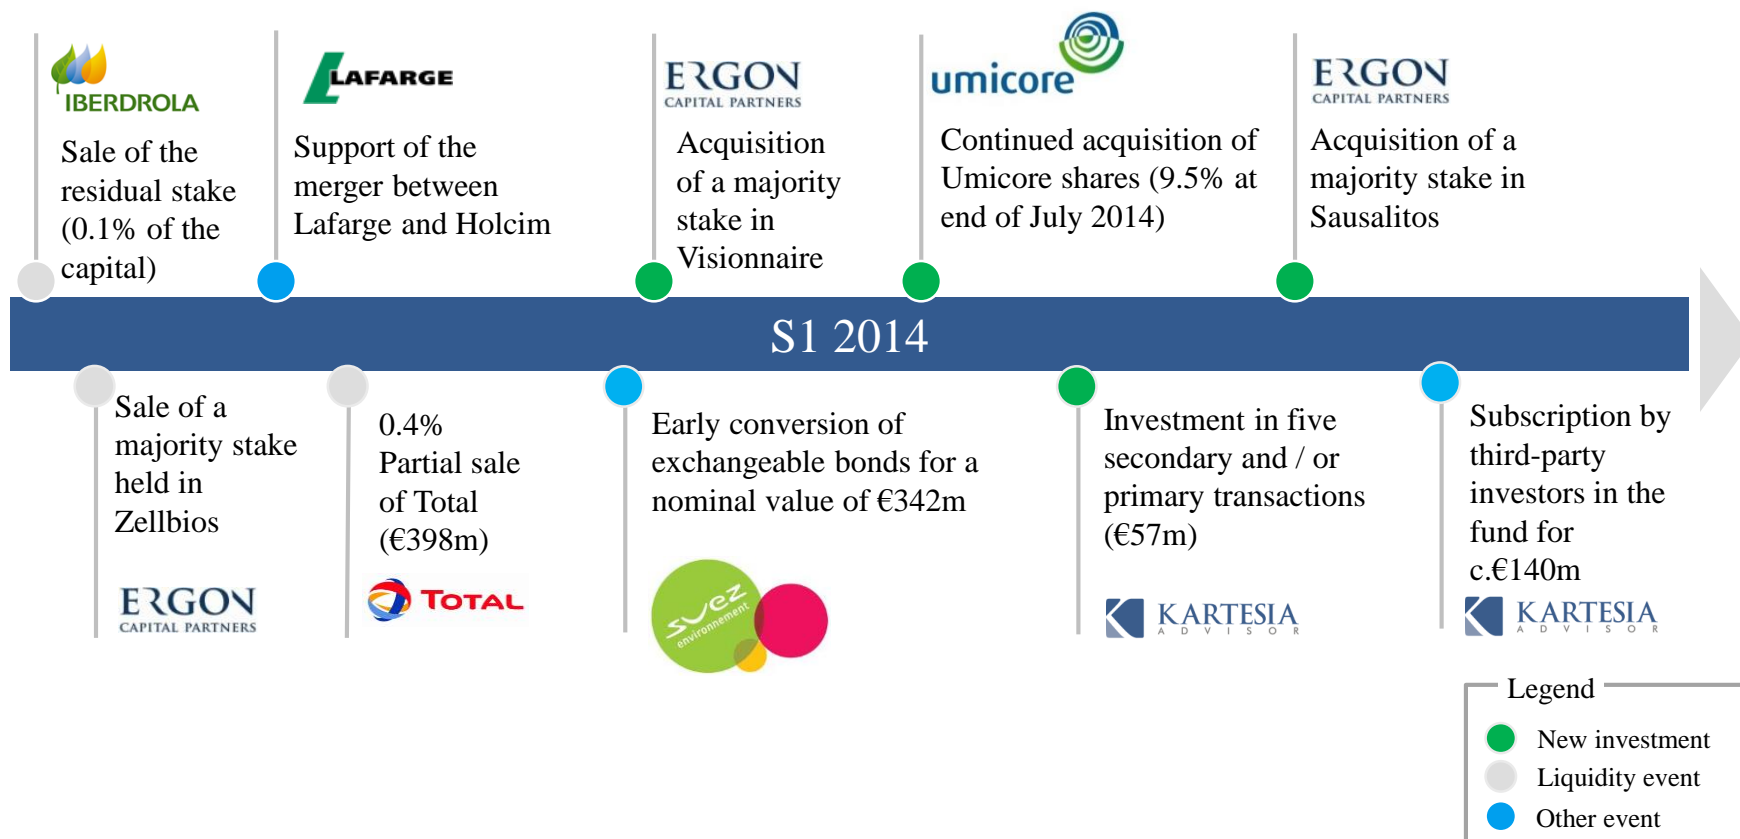 IBERDROLA
Sale of the
residual stake
(0.1% of the
capital)
LAFARGE
Support of the
merger between
Lafarge and Holcim
ERGON
CAPITAL PARTNERS
Acquisition
of a majority
stake in
Visionnaire
umicore
Continued acquisition of
Umicore shares (9.5% at
end of July 2014)
ERGON
CAPITAL PARTNERS
Acquisition of a
majority stake in
Sausalitos
S1 2014
Sale of a
majority stake
held in
Zellbios
ERGON
CAPITAL PARTNERS
0.4%
Partial sale
of Total
(€398m)
TOTAL
Early conversion of
exchangeable bonds for a
nominal value of €342m
suez
environnement
Investment in five
secondary and / or
primary transactions
(€57m)
KARTESIA
ADVISOR
Subscription by
third-party
investors in the
fund for
c.€140m
KARTESIA
ADVISOR
Legend
New investment
Liquidity event
Other event